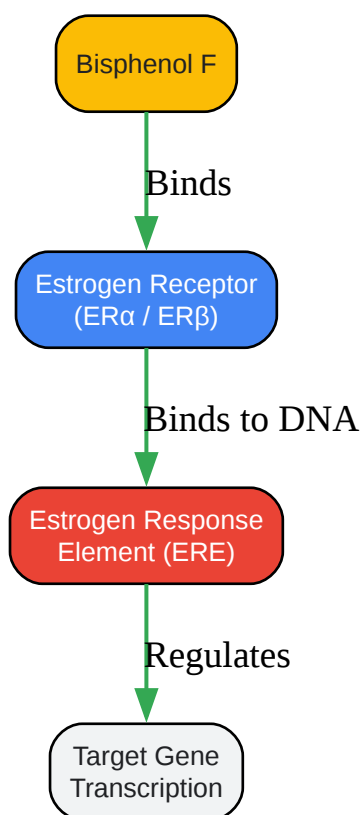 Bisphenol F
Binds
Estrogen Receptor
(ERα / ERβ)
Binds to DNA
Estrogen Response
Element (ERE)
Regulates
Target Gene
Transcription